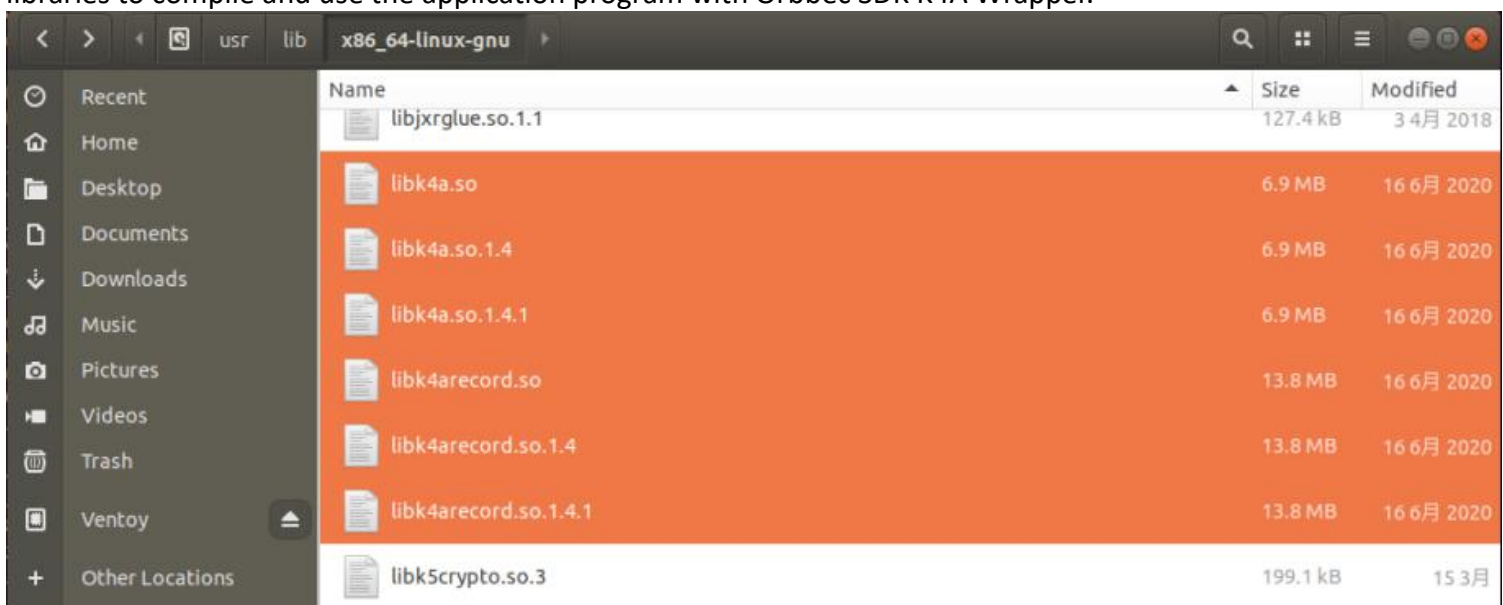 libraries to compile and use the application program with Orbbec SDK K4A Wrapper.
usr lib x86_64-linux-gnu
Name Size Modified
Recent
Home
Desktop
Documents
Downloads
Music
Pictures
Videos
Trash
Ventoy
Other Locations
libjxrglue.so.1.1 127.4 kB 3 4月 2018
libk4a.so 6.9 MB 16 6月 2020
libk4a.so.1.4 6.9 MB 16 6月 2020
libk4a.so.1.4.1 6.9 MB 16 6月 2020
libk4arecord.so 13.8 MB 16 6月 2020
libk4arecord.so.1.4 13.8 MB 16 6月 2020
libk4arecord.so.1.4.1 13.8 MB 16 6月 2020
libk5crypto.so.3 199.1 kB 15 3月